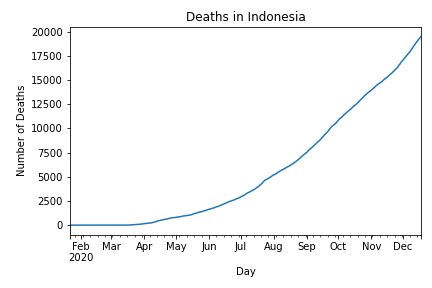 Deaths in Indonesia
20000
17500
15000
12500
10000
7500
5000
2500
0
Number of Deaths
Feb Mar Apr May Jun Jul Aug Sep Oct Nov Dec
2020
Day